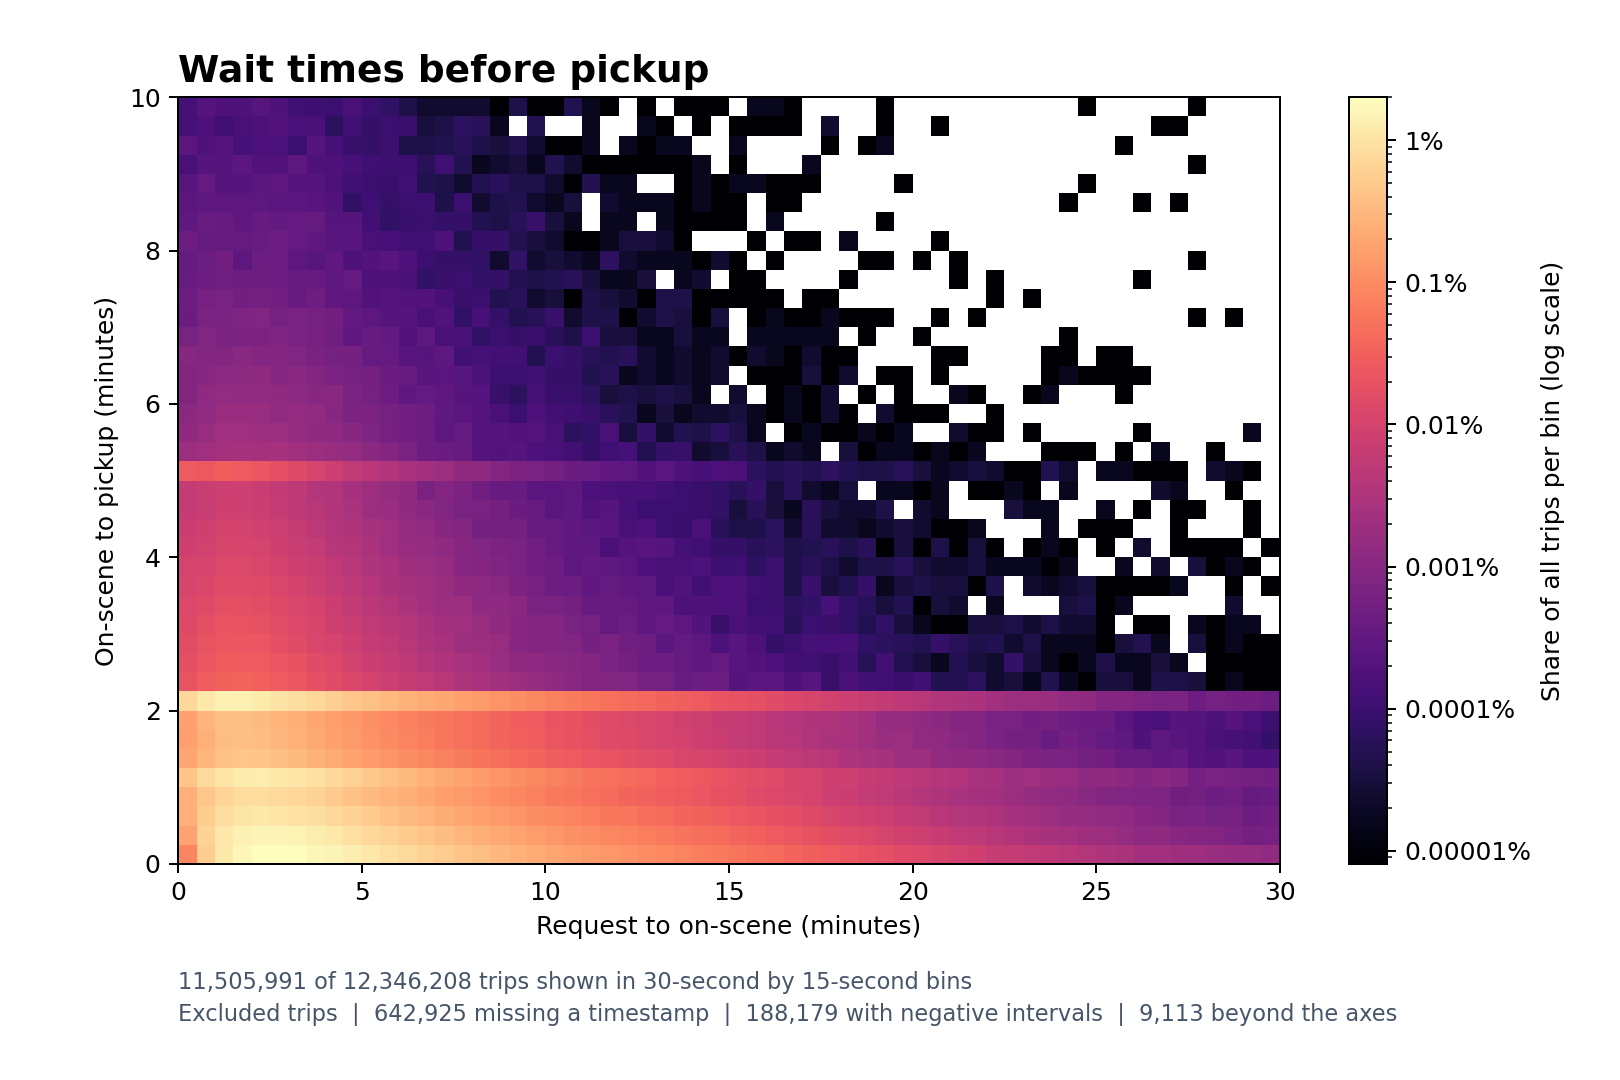 Wait times before pickup
10
8
6
4
2
0
On-scene to pickup (minutes)
0 5 10 15 20 25 30
Request to on-scene (minutes)
1%
0.1%
0.01%
0.001%
0.0001%
0.00001%
Share of all trips per bin (log scale)
11,505,991 of 12,346,208 trips shown in 30-second by 15-second bins
Excluded trips | 642,925 missing a timestamp | 188,179 with negative intervals | 9,113 beyond the axes